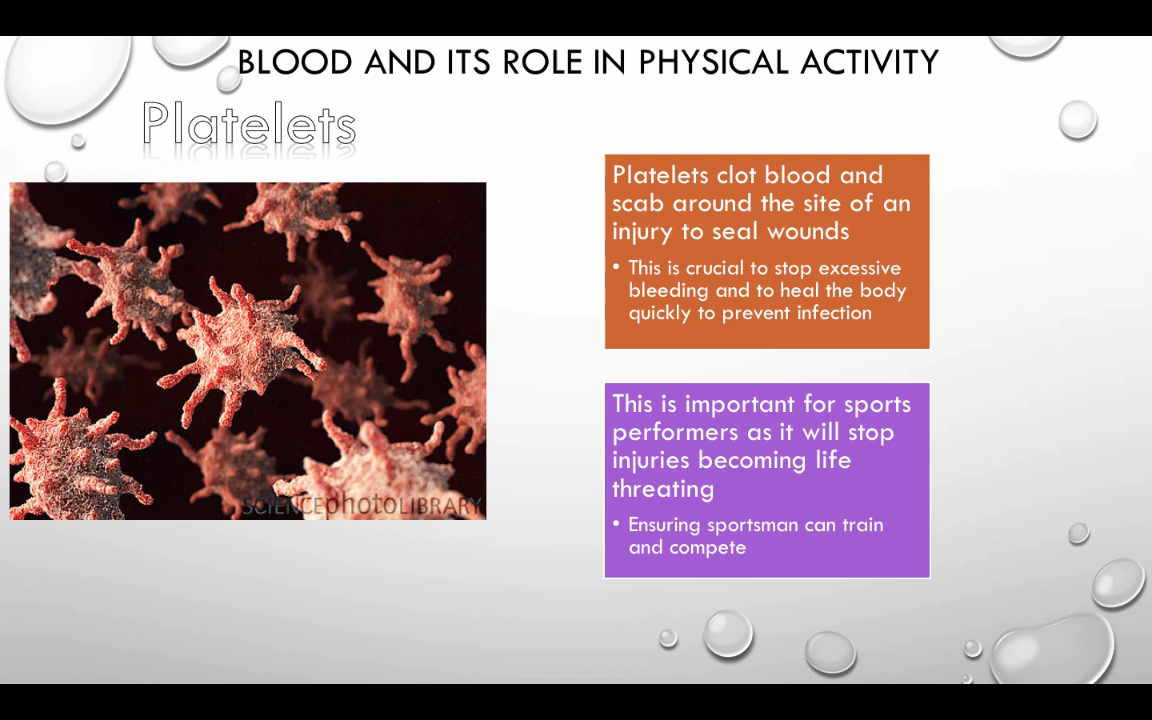 BLOOD AND ITS ROLE IN PHYSICAL ACTIVITY
Platelets
Platelets clot blood and
scab around the site of an
injury to seal wounds
• This is crucial to stop excessive
bleeding and to heal the body
quickly to prevent infection
This is important for sports
performers as it will stop
injuries becoming life
threating
• Ensuring sportsman can train
and compete
SCIENCEphotoLIBRARY